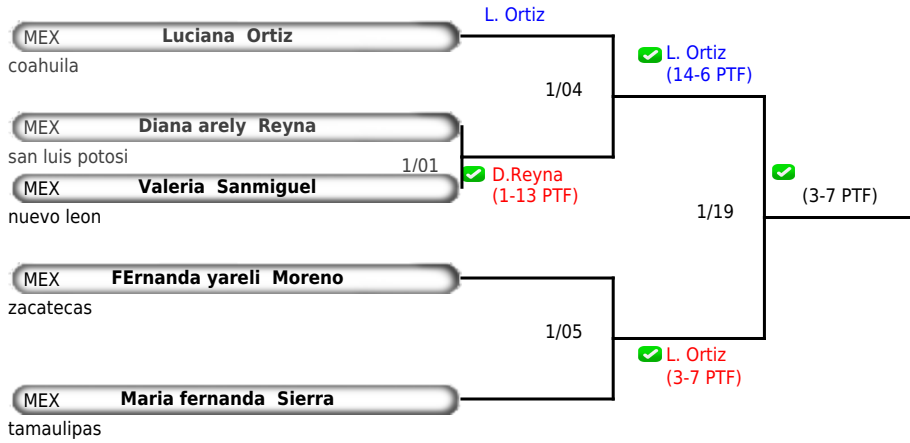 L. Ortiz
MEX Luciana Ortiz
coahuila
L. Ortiz
(14-6 PTF)
1/04
MEX Diana arely Reyna
san luis potosi
1/01
D.Reyna
(1-13 PTF)
MEX Valeria Sanmiguel
nuevo leon
(3-7 PTF)
1/19
MEX FErnanda yareli Moreno
zacatecas
1/05
L. Ortiz
(3-7 PTF)
MEX Maria fernanda Sierra
tamaulipas